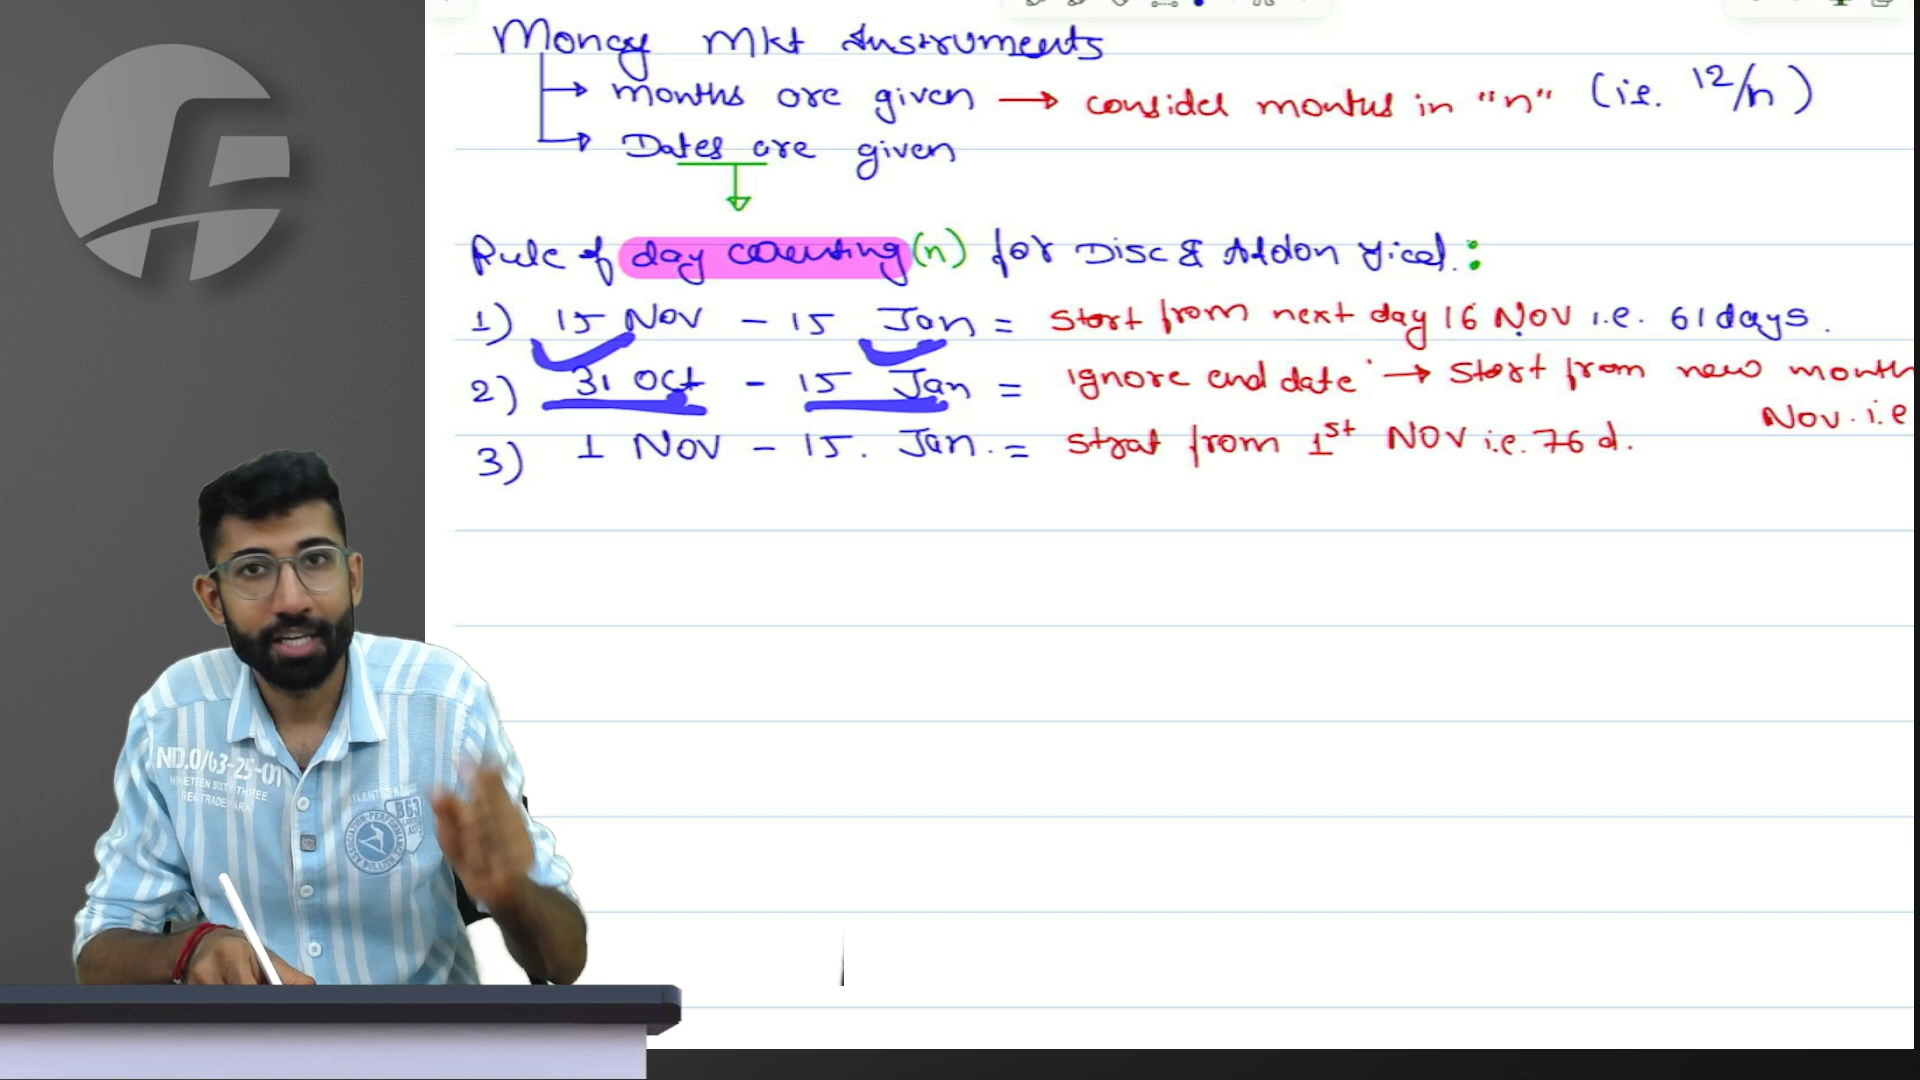 Money Mkt Instruments
→ months are given → consider months in "n" (i.e. 12/n)
→ Dates are given
Rule of day counting (n) for Disc & Addon yield :
1) 15 Nov - 15 Jan = Start from next day 16 Nov i.e. 61 days.
2) 31 Oct - 15 Jan = ignore end date → Start from new month
Nov. i.e
3) 1 Nov - 15. Jan. = Strat from 1st Nov i.e. 76 d.
ND.0/63-25-01
NINETEEN SIXTY THREE
REG TRADEMARK
B63